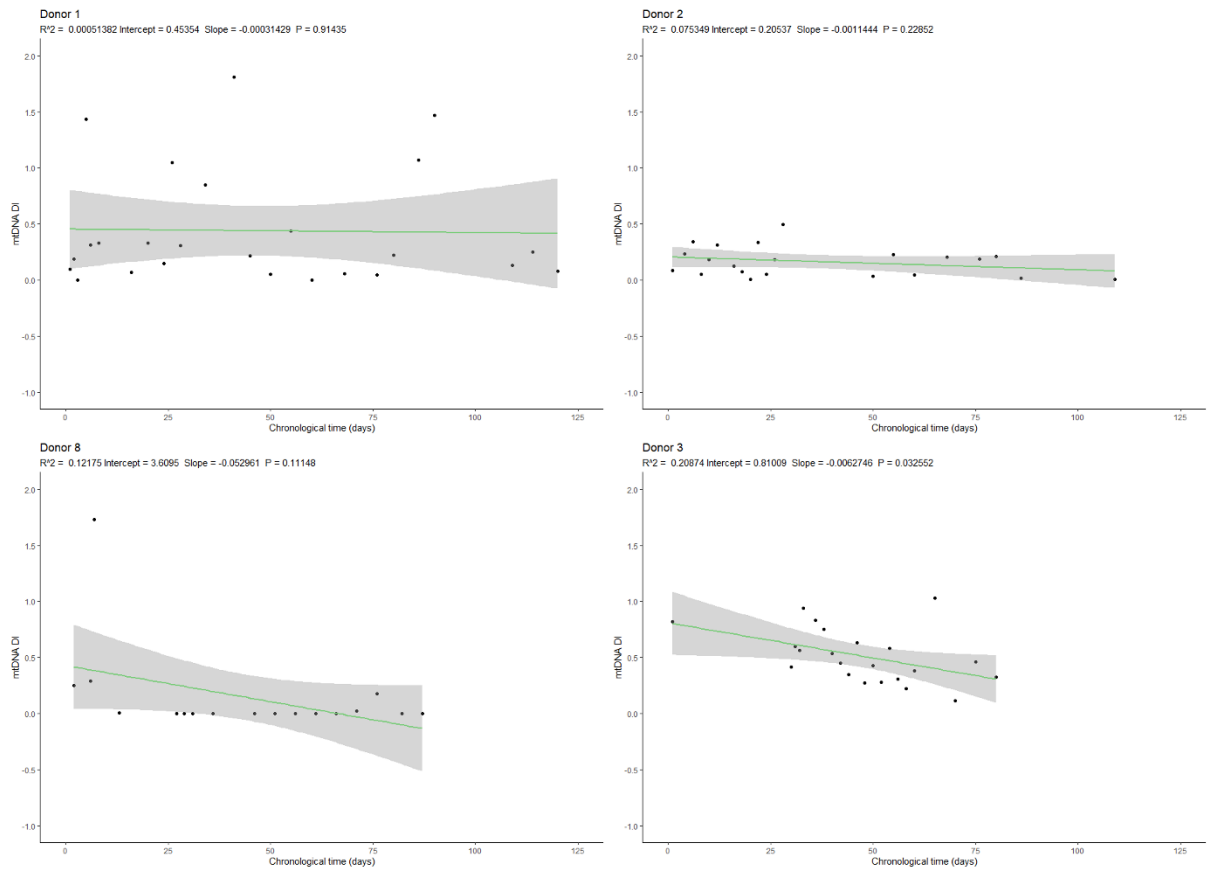 Donor 1
R^2 = 0.00051382 Intercept = 0.45354 Slope = -0.00031429 P = 0.91435
2.0
1.5
1.0
0.5
0.0
-0.5
-1.0
mtDNA DI
0 25 50 75 100 125
Chronological time (days)
Donor 2
R^2 = 0.075349 Intercept = 0.20537 Slope = -0.0011444 P = 0.22852
2.0
1.5
1.0
0.5
0.0
-0.5
-1.0
mtDNA DI
0 25 50 75 100 125
Chronological time (days)
Donor 8
R^2 = 0.12175 Intercept = 3.6095 Slope = -0.052961 P = 0.11148
2.0
1.5
1.0
0.5
0.0
-0.5
-1.0
mtDNA DI
0 25 50 75 100 125
Chronological time (days)
Donor 3
R^2 = 0.20874 Intercept = 0.81009 Slope = -0.0062746 P = 0.032552
2.0
1.5
1.0
0.5
0.0
-0.5
-1.0
mtDNA DI
0 25 50 75 100 125
Chronological time (days)